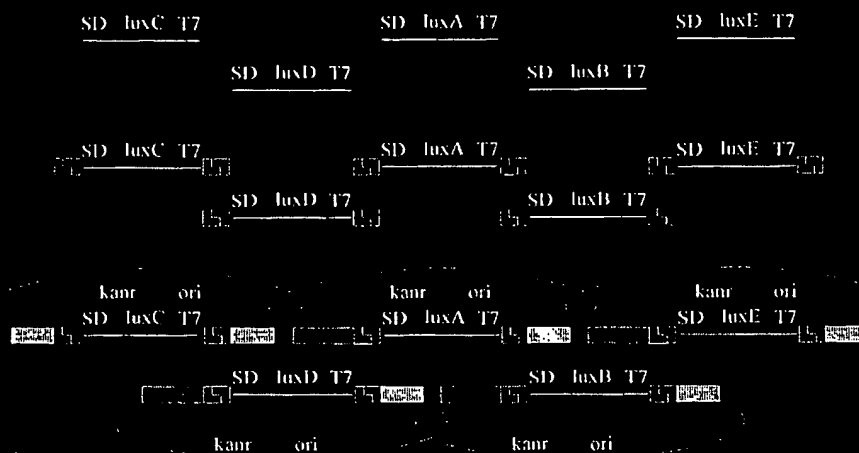 SD luxC T7 SD luxA T7 SD luxE T7
SD luxD T7 SD luxB T7
SD luxC T7 SD luxA T7 SD luxE T7
SD luxD T7 SD luxB T7
kanr ori kanr ori kanr ori
SD luxC T7 SD luxA T7 SD luxE T7
SD luxD T7 SD luxB T7
kanr ori kanr ori